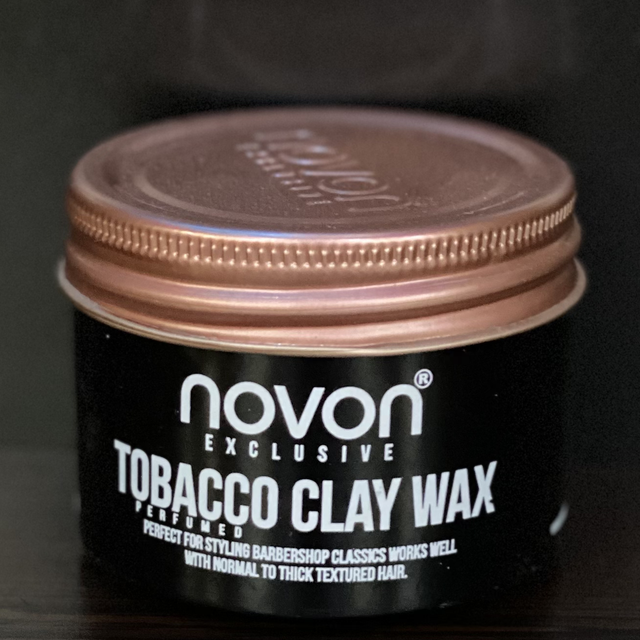 novon
novon®
EXCLUSIVE
TOBACCO CLAY WAX
PERFUMED
PERFECT FOR STYLING BARBERSHOP CLASSICS WORKS WELL
WITH NORMAL TO THICK TEXTURED HAIR.